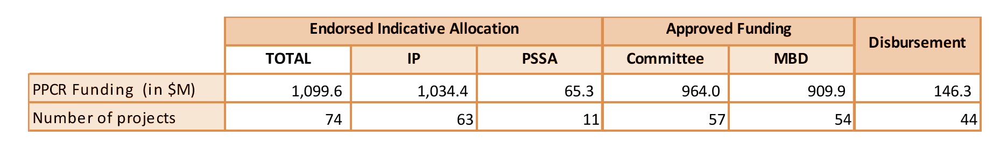 Endorsed Indicative Allocation Approved Funding Disbursement
TOTAL IP PSSA Committee MBD
PPCR Funding (in $M) 1,099.6 1,034.4 65.3 964.0 909.9 146.3
Number of projects 74 63 11 57 54 44